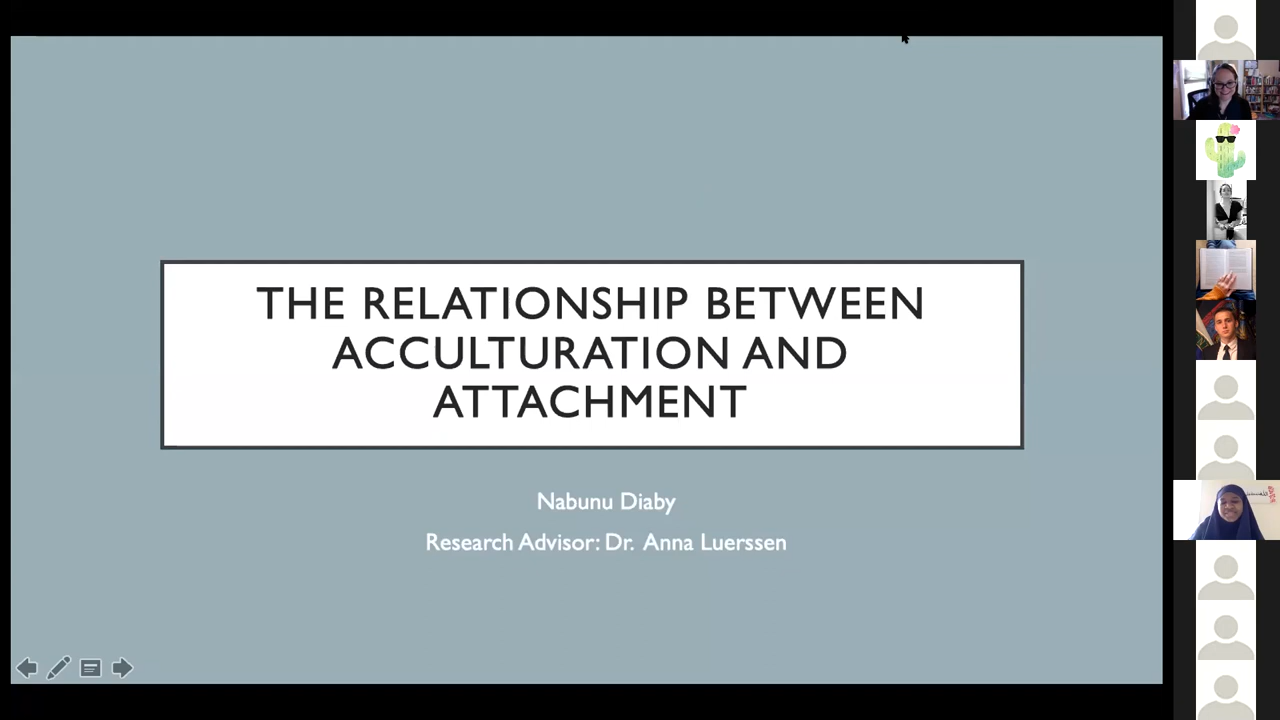 THE RELATIONSHIP BETWEEN
ACCULTURATION AND
ATTACHMENT
Nabunu Diaby
Research Advisor: Dr. Anna Luerssen